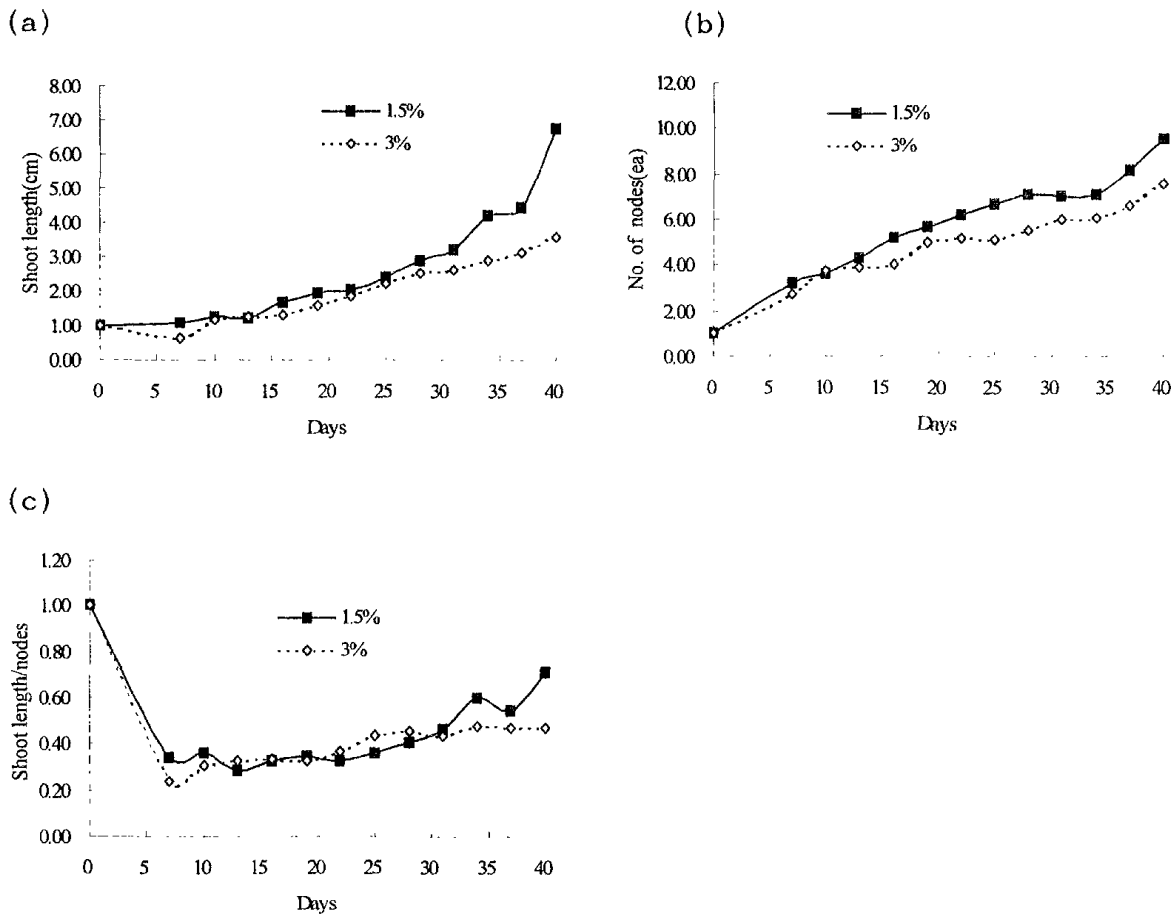 (a)
8.00
7.00
6.00
5.00
4.00
3.00
2.00
1.00
0.00
Shoot length(cm)
1.5%
3%
0 5 10 15 20 25 30 35 40
Days
(b)
12.00
10.00
8.00
6.00
4.00
2.00
0.00
No. of nodes(ea)
1.5%
3%
0 5 10 15 20 25 30 35 40
Days
(c)
1.20
1.00
0.80
0.60
0.40
0.20
0.00
Shoot length/nodes
1.5%
3%
0 5 10 15 20 25 30 35 40
Days